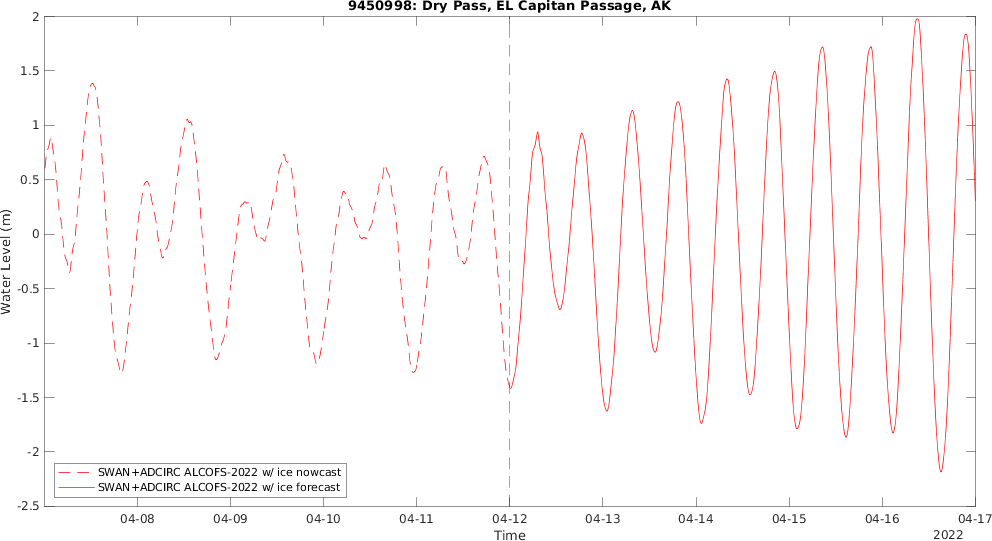 9450998: Dry Pass, EL Capitan Passage, AK
2
1.5
1
0.5
0
-0.5
-1
-1.5
-2
-2.5
Water Level (m)
SWAN+ADCIRC ALCOFS-2022 w/ ice nowcast
SWAN+ADCIRC ALCOFS-2022 w/ ice forecast
04-08 04-09 04-10 04-11 04-12 04-13 04-14 04-15 04-16 04-17
Time
2022